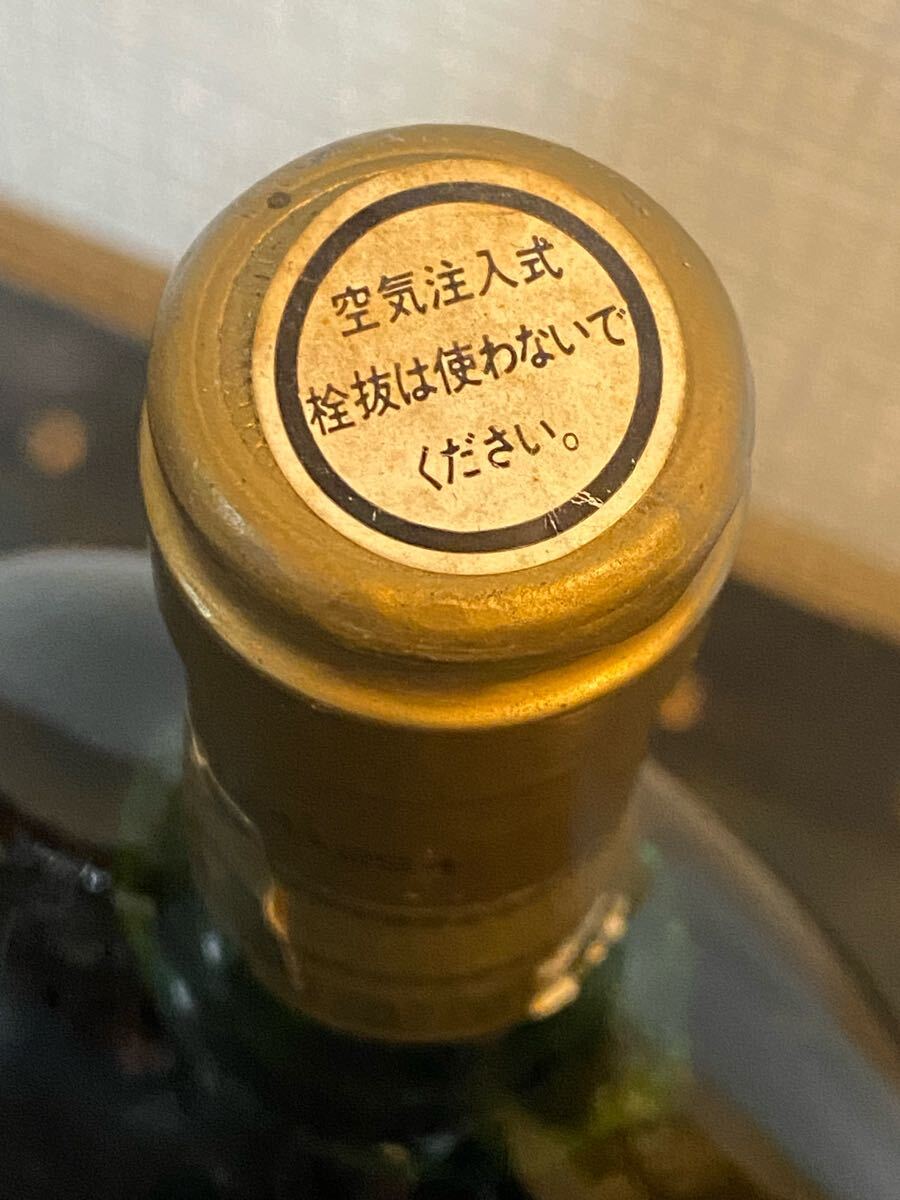 空気注入式
栓抜は使わないで
ください。